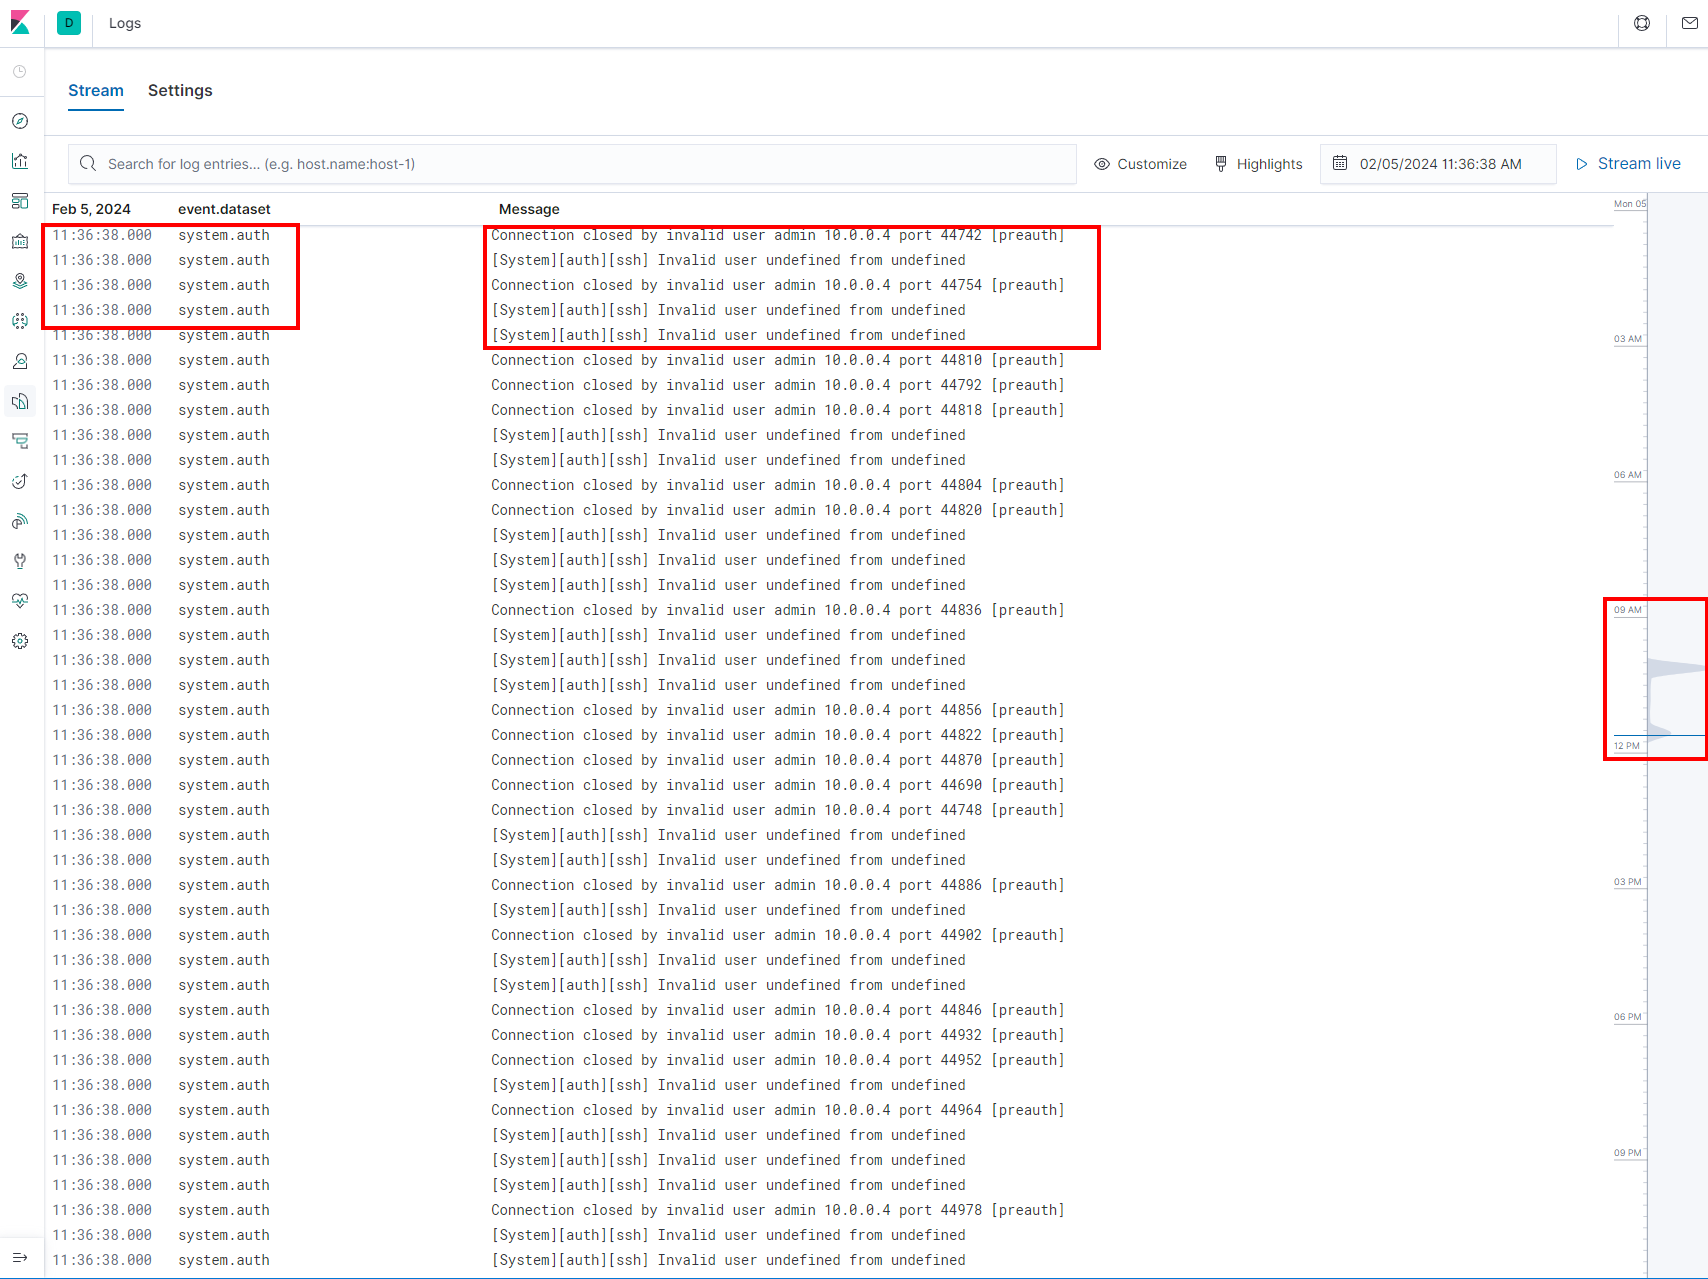 D Logs
Stream Settings
Search for log entries... (e.g. host.name:host-1) Customize Highlights 02/05/2024 11:36:38 AM Stream live
Feb 5, 2024 event.dataset Message Mon 05
11:36:38.000 system.auth Connection closed by invalid user admin 10.0.0.4 port 44742 [preauth]
11:36:38.000 system.auth [System][auth][ssh] Invalid user undefined from undefined
11:36:38.000 system.auth Connection closed by invalid user admin 10.0.0.4 port 44754 [preauth]
11:36:38.000 system.auth [System][auth][ssh] Invalid user undefined from undefined
11:36:38.000 system.auth [System][auth][ssh] Invalid user undefined from undefined
03 AM
11:36:38.000 system.auth Connection closed by invalid user admin 10.0.0.4 port 44810 [preauth]
11:36:38.000 system.auth Connection closed by invalid user admin 10.0.0.4 port 44792 [preauth]
11:36:38.000 system.auth Connection closed by invalid user admin 10.0.0.4 port 44818 [preauth]
11:36:38.000 system.auth [System][auth][ssh] Invalid user undefined from undefined
11:36:38.000 system.auth [System][auth][ssh] Invalid user undefined from undefined
06 AM
11:36:38.000 system.auth Connection closed by invalid user admin 10.0.0.4 port 44804 [preauth]
11:36:38.000 system.auth Connection closed by invalid user admin 10.0.0.4 port 44820 [preauth]
11:36:38.000 system.auth [System][auth][ssh] Invalid user undefined from undefined
11:36:38.000 system.auth [System][auth][ssh] Invalid user undefined from undefined
11:36:38.000 system.auth [System][auth][ssh] Invalid user undefined from undefined
11:36:38.000 system.auth Connection closed by invalid user admin 10.0.0.4 port 44836 [preauth]
09 AM
11:36:38.000 system.auth [System][auth][ssh] Invalid user undefined from undefined
11:36:38.000 system.auth [System][auth][ssh] Invalid user undefined from undefined
11:36:38.000 system.auth [System][auth][ssh] Invalid user undefined from undefined
11:36:38.000 system.auth Connection closed by invalid user admin 10.0.0.4 port 44856 [preauth]
11:36:38.000 system.auth Connection closed by invalid user admin 10.0.0.4 port 44822 [preauth]
12 PM
11:36:38.000 system.auth Connection closed by invalid user admin 10.0.0.4 port 44870 [preauth]
11:36:38.000 system.auth Connection closed by invalid user admin 10.0.0.4 port 44690 [preauth]
11:36:38.000 system.auth Connection closed by invalid user admin 10.0.0.4 port 44748 [preauth]
11:36:38.000 system.auth [System][auth][ssh] Invalid user undefined from undefined
11:36:38.000 system.auth [System][auth][ssh] Invalid user undefined from undefined
11:36:38.000 system.auth Connection closed by invalid user admin 10.0.0.4 port 44886 [preauth]
03 PM
11:36:38.000 system.auth [System][auth][ssh] Invalid user undefined from undefined
11:36:38.000 system.auth Connection closed by invalid user admin 10.0.0.4 port 44902 [preauth]
11:36:38.000 system.auth [System][auth][ssh] Invalid user undefined from undefined
11:36:38.000 system.auth [System][auth][ssh] Invalid user undefined from undefined
11:36:38.000 system.auth Connection closed by invalid user admin 10.0.0.4 port 44846 [preauth]
06 PM
11:36:38.000 system.auth Connection closed by invalid user admin 10.0.0.4 port 44932 [preauth]
11:36:38.000 system.auth Connection closed by invalid user admin 10.0.0.4 port 44952 [preauth]
11:36:38.000 system.auth [System][auth][ssh] Invalid user undefined from undefined
11:36:38.000 system.auth Connection closed by invalid user admin 10.0.0.4 port 44964 [preauth]
11:36:38.000 system.auth [System][auth][ssh] Invalid user undefined from undefined
09 PM
11:36:38.000 system.auth [System][auth][ssh] Invalid user undefined from undefined
11:36:38.000 system.auth [System][auth][ssh] Invalid user undefined from undefined
11:36:38.000 system.auth Connection closed by invalid user admin 10.0.0.4 port 44978 [preauth]
11:36:38.000 system.auth [System][auth][ssh] Invalid user undefined from undefined
11:36:38.000 system.auth [System][auth][ssh] Invalid user undefined from undefined